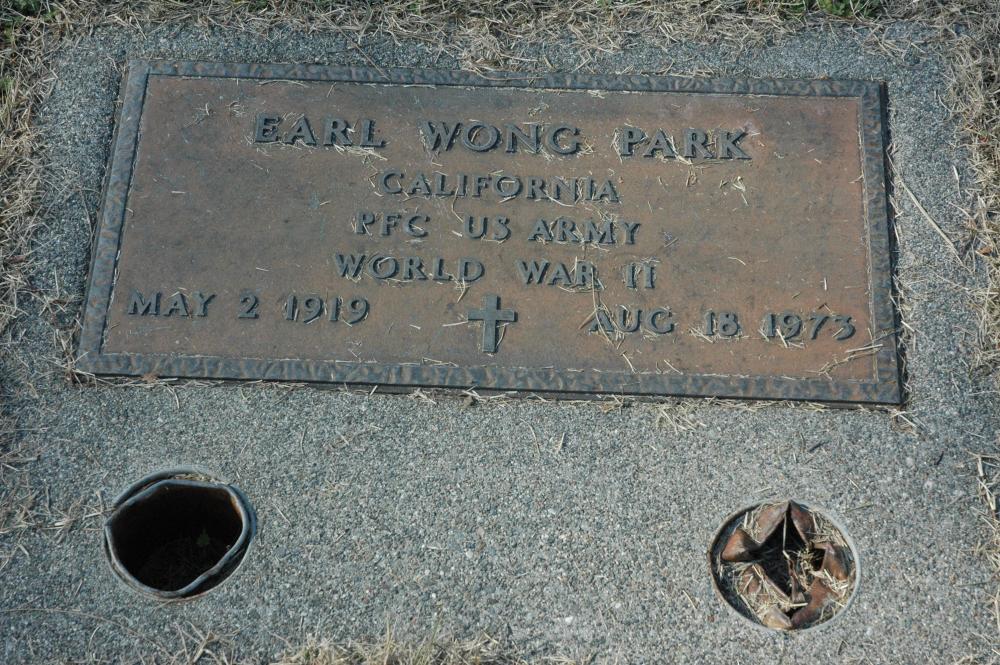 EARL WONG PARK
CALIFORNIA
PFC US ARMY
WORLD WAR II
MAY 2 1919 AUG 18 1973